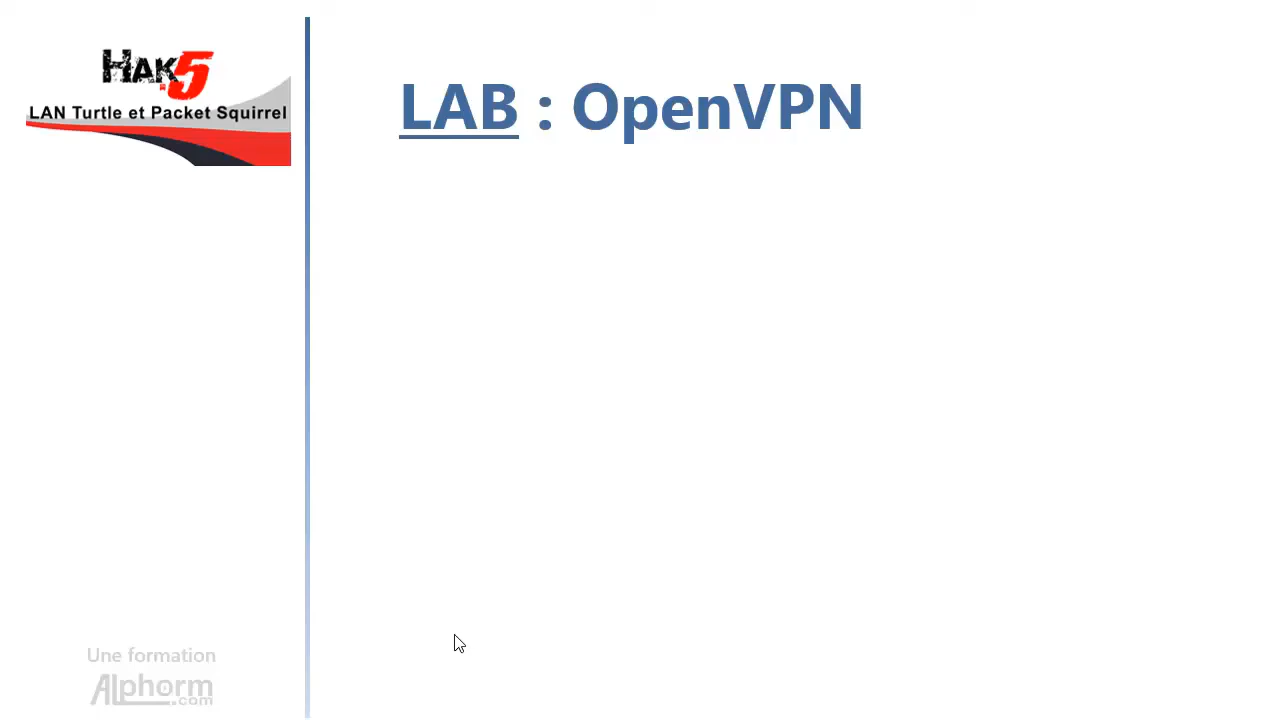 HAK5
LAN Turtle et Packet Squirrel
LAB : OpenVPN
Une formation
Alphorm
.com